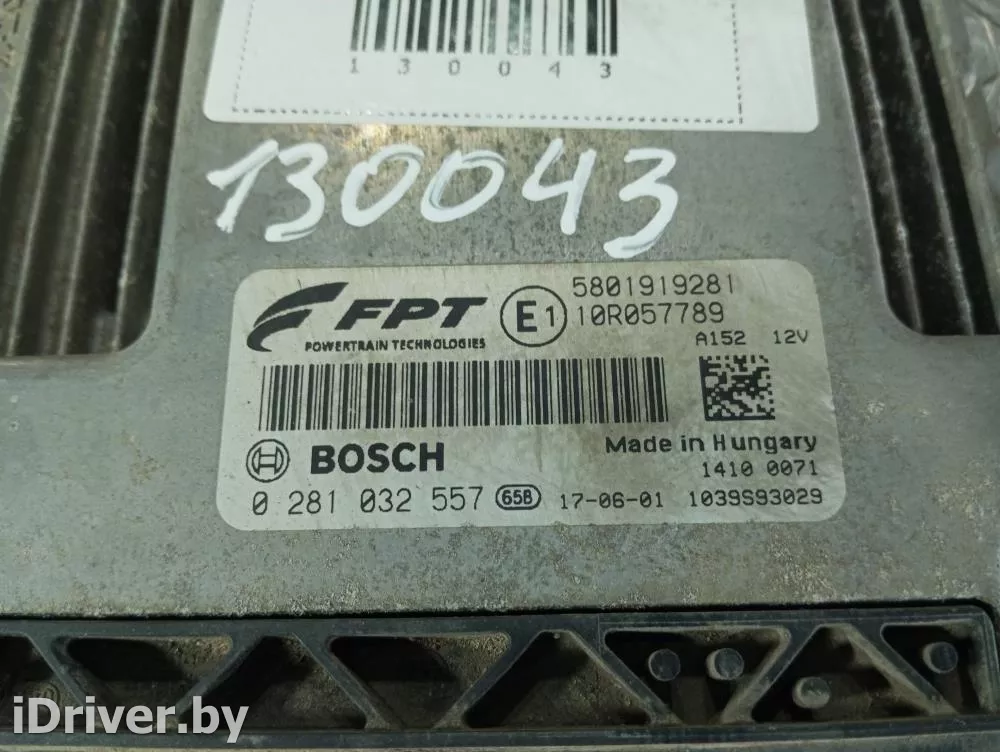 130043
130043
FPT
POWERTRAIN TECHNOLOGIES
E1
5801919281
10R057789
A152 12V
BOSCH
Made in Hungary
1410 0071
0 281 032 557 65B 17-06-01 1039S93029
iDriver.by